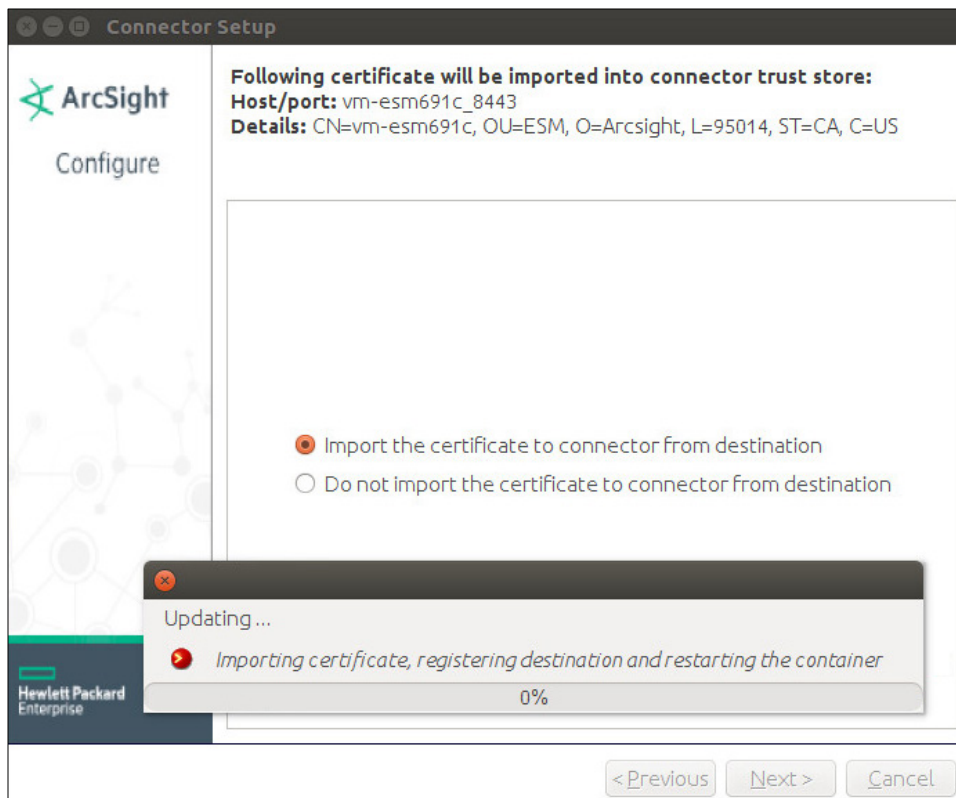 Connector Setup
ArcSight
Configure
Following certificate will be imported into connector trust store:
Host/port: vm-esm691c_8443
Details: CN=vm-esm691c, OU=ESM, O=Arcsight, L=95014, ST=CA, C=US
Import the certificate to connector from destination
Do not import the certificate to connector from destination
Updating ...
Importing certificate, registering destination and restarting the container
0%
Hewlett Packard
Enterprise
< Previous
Next >
Cancel